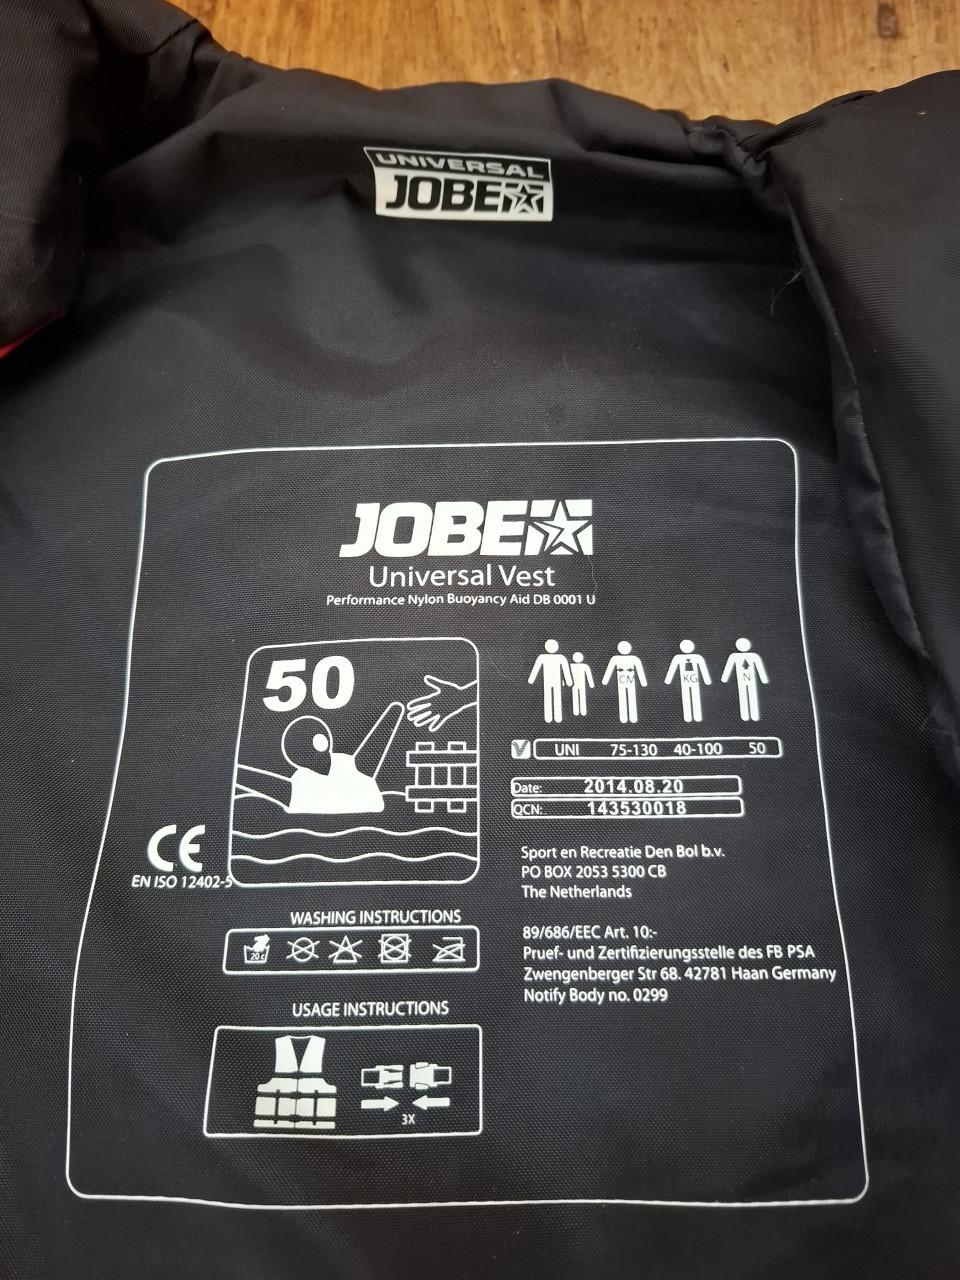 UNIVERSAL
JOBE
JOBE
Universal Vest
Performance Nylon Buoyancy Aid DB 0001 U
50
CM KG N
UNI 75-130 40-100 50
Date: 2014.08.20
QCN: 143530018
CE
EN ISO 12402-5
Sport en Recreatie Den Bol b.v.
PO BOX 2053 5300 CB
The Netherlands
89/686/EEC Art. 10:-
Pruef- und Zertifizierungsstelle des FB PSA
Zwengenberger Str 68. 42781 Haan Germany
Notify Body no. 0299
WASHING INSTRUCTIONS
20 c
USAGE INSTRUCTIONS
3X